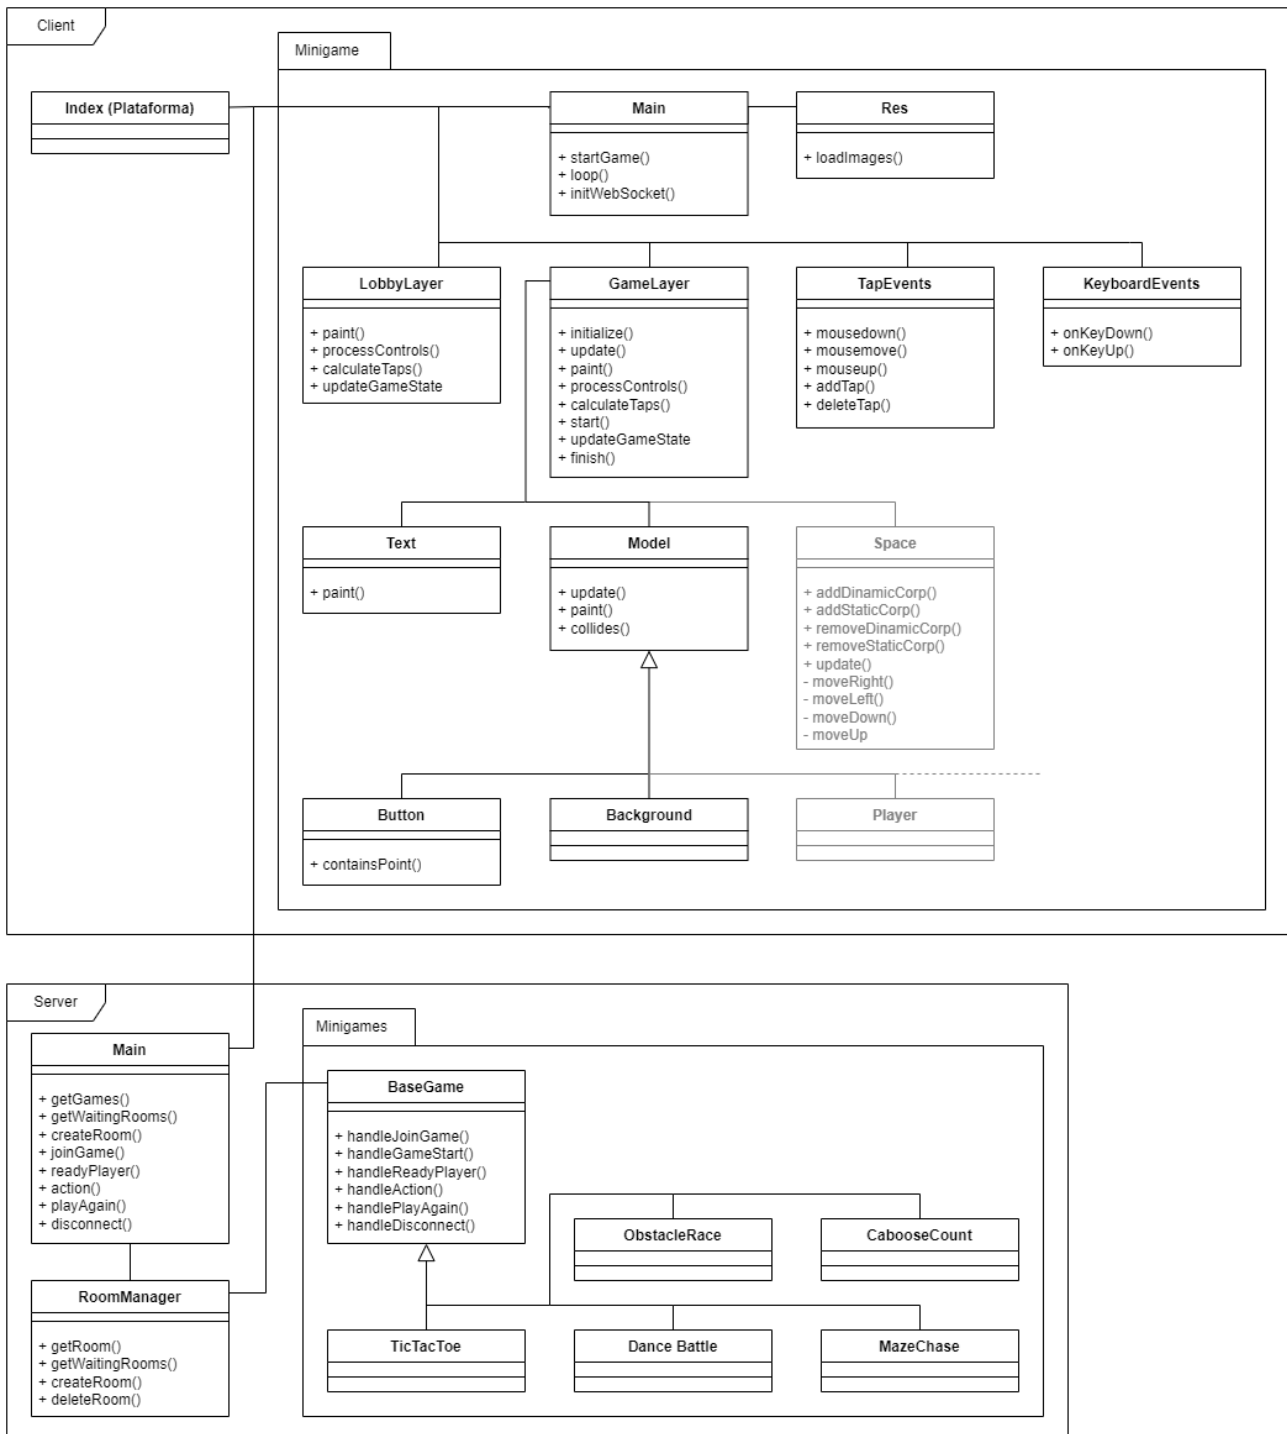 Client
Minigame
Index (Plataforma)
Main
+ startGame()
+ loop()
+ initWebSocket()
Res
+ loadImages()
LobbyLayer
+ paint()
+ processControls()
+ calculateTaps()
+ updateGameState
GameLayer
+ initialize()
+ update()
+ paint()
+ processControls()
+ calculateTaps()
+ start()
+ updateGameState
+ finish()
TapEvents
+ mousedown()
+ mousemove()
+ mouseup()
+ addTap()
+ deleteTap()
KeyboardEvents
+ onKeyDown()
+ onKeyUp()
Text
+ paint()
Model
+ update()
+ paint()
+ collides()
Space
+ addDinamicCorp()
+ addStaticCorp()
+ removeDinamicCorp()
+ removeStaticCorp()
+ update()
- moveRight()
- moveLeft()
- moveDown()
- moveUp
Button
+ containsPoint()
Background
Player
Server
Minigames
Main
+ getGames()
+ getWaitingRooms()
+ createRoom()
+ joinGame()
+ readyPlayer()
+ action()
+ playAgain()
+ disconnect()
BaseGame
+ handleJoinGame()
+ handleGameStart()
+ handleReadyPlayer()
+ handleAction()
+ handlePlayAgain()
+ handleDisconnect()
ObstacleRace
CabooseCount
RoomManager
+ getRoom()
+ getWaitingRooms()
+ createRoom()
+ deleteRoom()
TicTacToe
Dance Battle
MazeChase